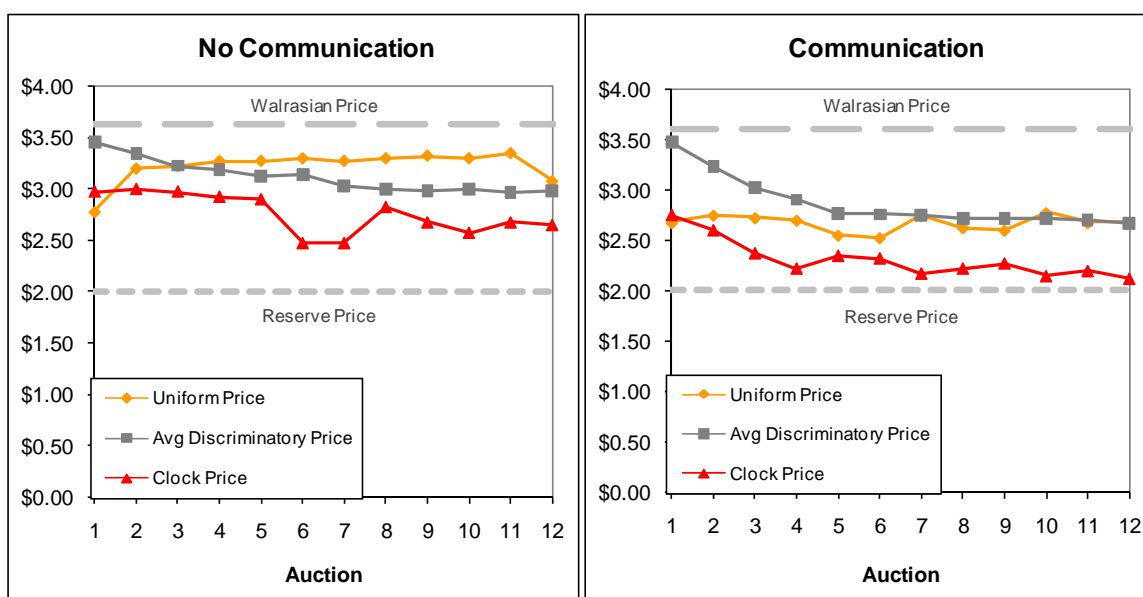 No Communication
$4.00
$3.50
$3.00
$2.50
$2.00
$1.50
$1.00
$0.50
$0.00
Walrasian Price
Reserve Price
Uniform Price
Avg Discriminatory Price
Clock Price
1 2 3 4 5 6 7 8 9 10 11 12
Auction
Communication
$4.00
$3.50
$3.00
$2.50
$2.00
$1.50
$1.00
$0.50
$0.00
Walrasian Price
Reserve Price
Uniform Price
Avg Discriminatory Price
Clock Price
1 2 3 4 5 6 7 8 9 10 11 12
Auction